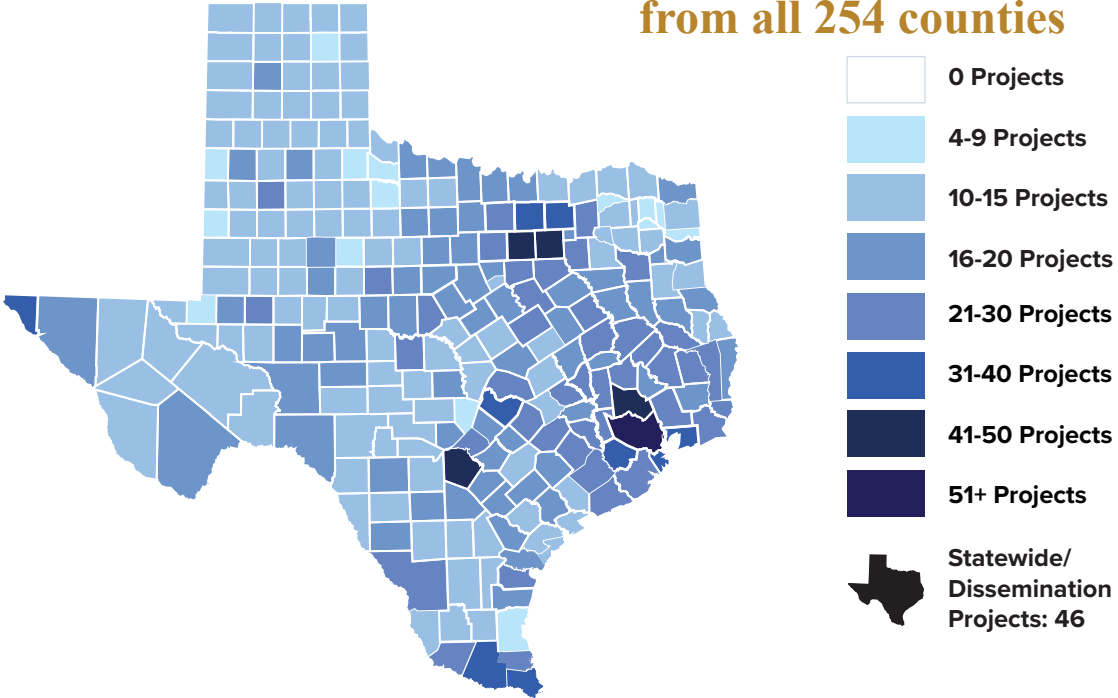 from all 254 counties
0 Projects
4-9 Projects
10-15 Projects
16-20 Projects
21-30 Projects
31-40 Projects
41-50 Projects
51+ Projects
Statewide/
Dissemination
Projects: 46